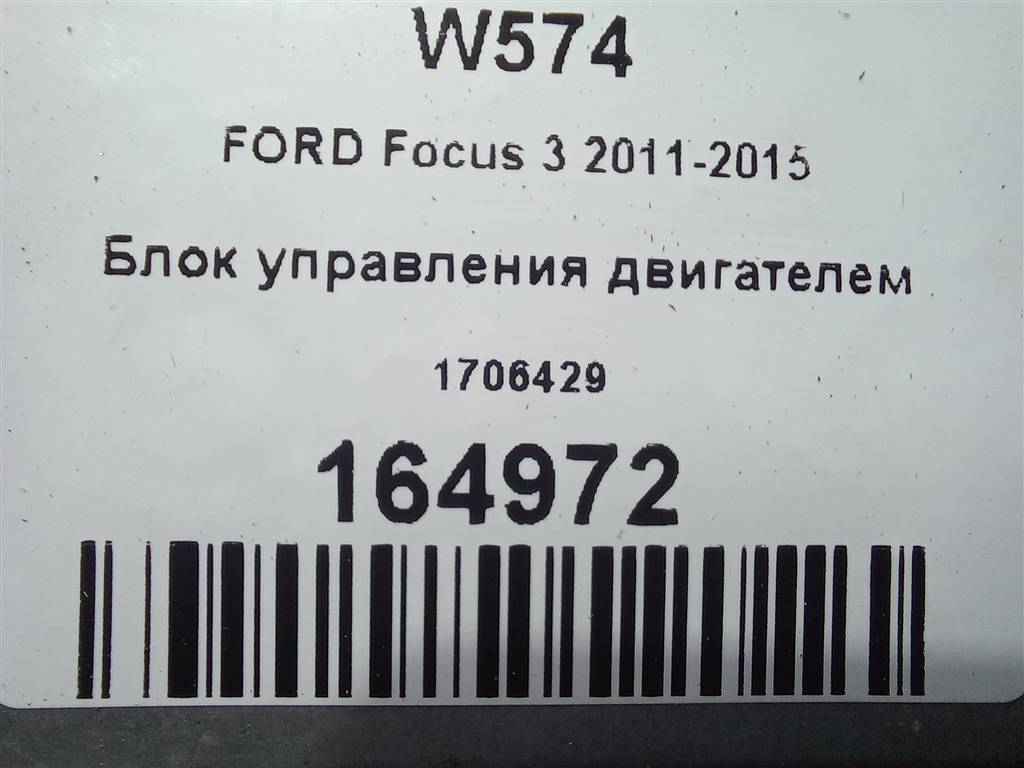 W574
FORD Focus 3 2011-2015
Блок управления двигателем
1706429
164972